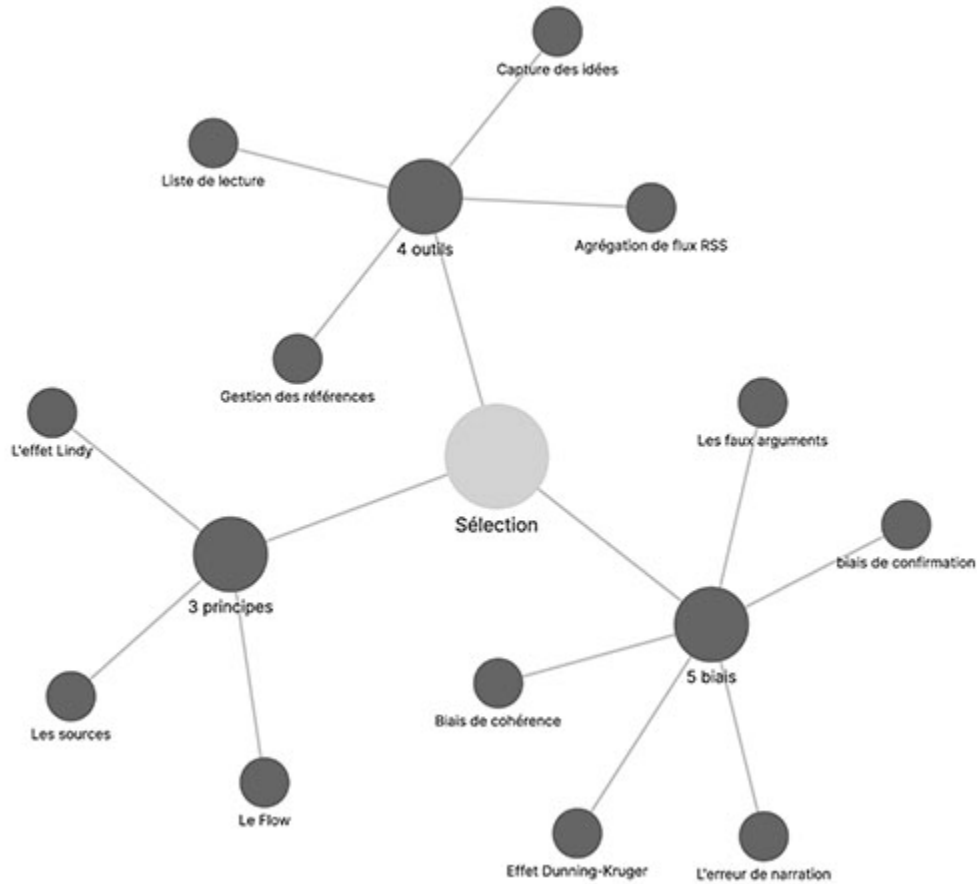 Capture des idées
Liste de lecture
Agrégation de flux RSS
4 outils
Gestion des références
Les faux arguments
L'effet Lindy
Sélection
biais de confirmation
3 principes
5 biais
Biais de cohérence
Les sources
Le Flow
Effet Dunning-Kruger
L'erreur de narration